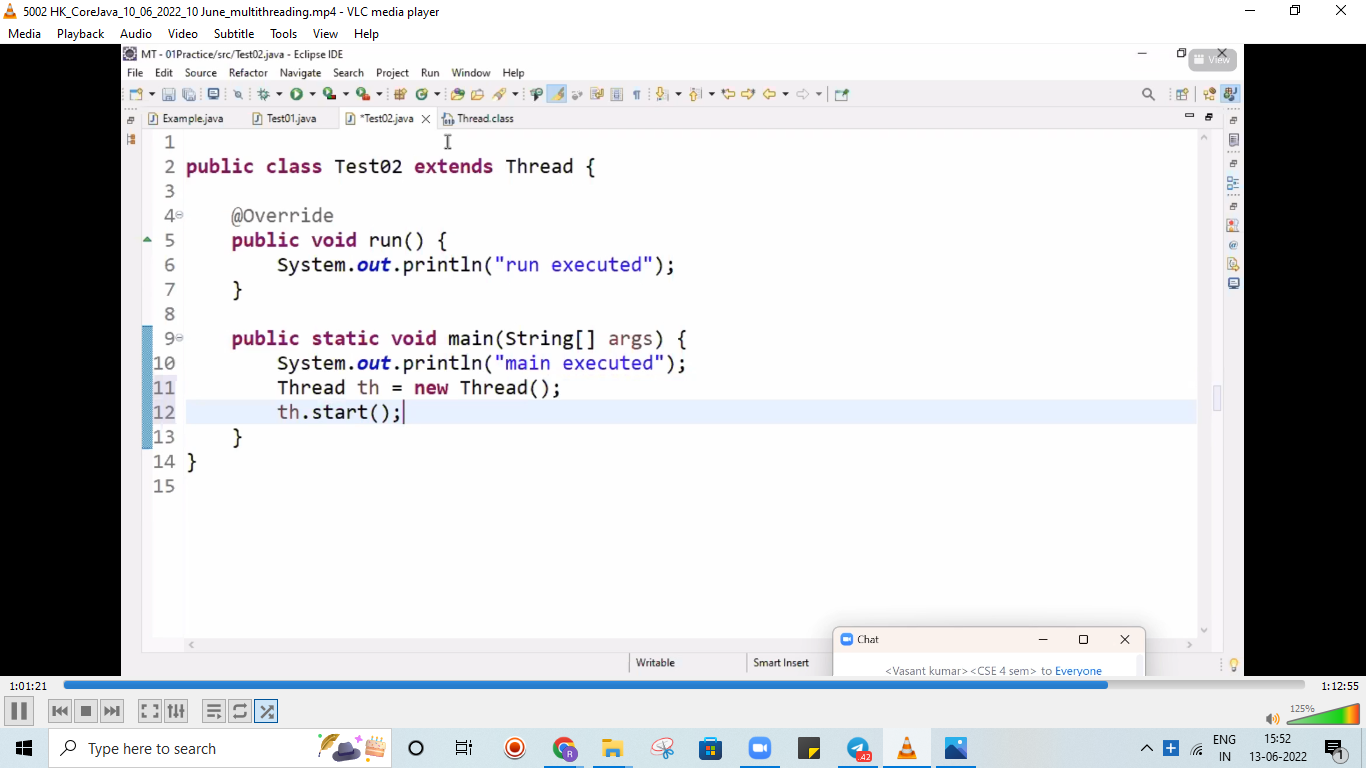 5002 HK_CoreJava_10_06_2022_10 June_multithreading.mp4 - VLC media player
Media Playback Audio Video Subtitle Tools View Help
MT - 01Practice/src/Test02.java - Eclipse IDE
View
File Edit Source Refactor Navigate Search Project Run Window Help
Example.java Test01.java *Test02.java Thread.class
1
2 public class Test02 extends Thread {
3
4 @Override
5 public void run() {
6 System.out.println("run executed");
7 }
8
9 public static void main(String[] args) {
10 System.out.println("main executed");
11 Thread th = new Thread();
12 th.start();
13 }
14 }
15
Chat
Writable Smart Insert
<Vasant kumar><CSE 4 sem> to Everyone
1:01:21 1:12:55
125%
Type here to search
42
ENG
IN
15:52
13-06-2022
1